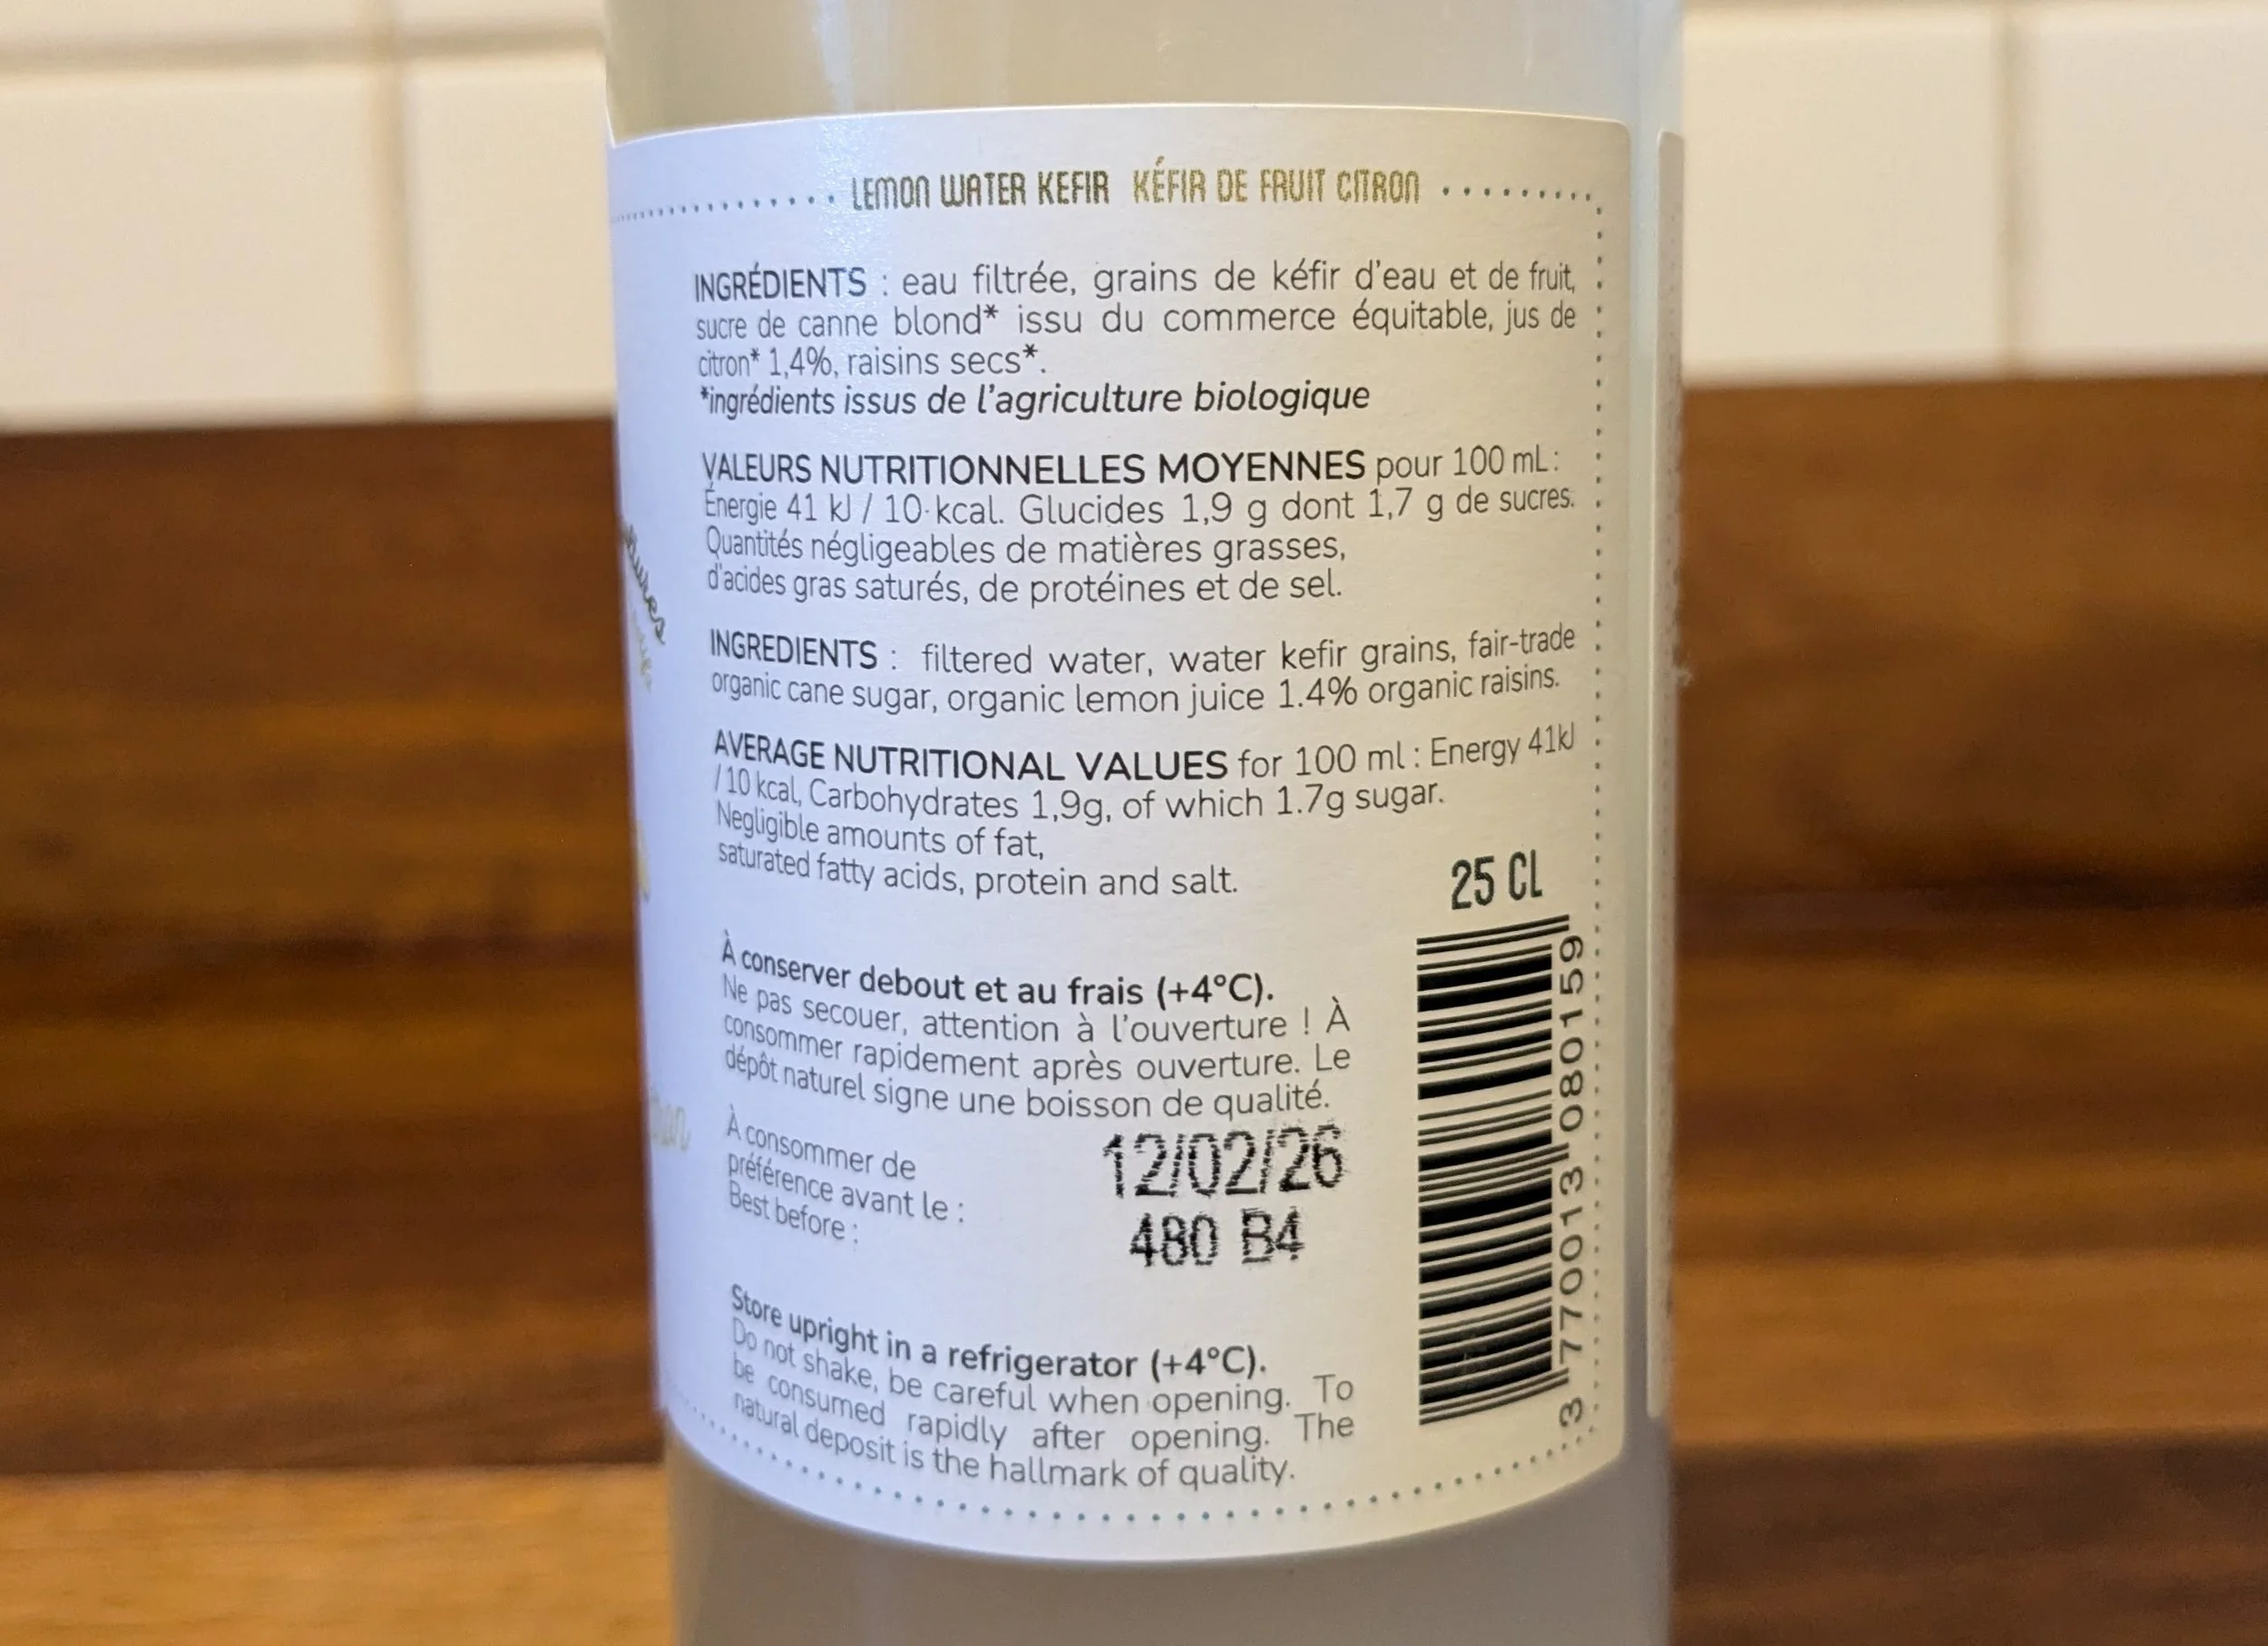 LEMON WATER KEFIR KÉFIR DE FRUIT CITRON
INGRÉDIENTS : eau filtrée, grains de kéfir d'eau et de fruit,
sucre de canne blond* issu du commerce équitable, jus de
citron* 1,4%, raisins secs*.
*ingrédients issus de l'agriculture biologique
VALEURS NUTRITIONNELLES MOYENNES pour 100 mL :
Énergie 41 kJ / 10 kcal. Glucides 1,9 g dont 1,7 g de sucres.
Quantités négligeables de matières grasses,
d'acides gras saturés, de protéines et de sel.
INGREDIENTS : filtered water, water kefir grains, fair-trade
organic cane sugar, organic lemon juice 1.4% organic raisins.
AVERAGE NUTRITIONAL VALUES for 100 ml : Energy 41kJ
/ 10 kcal, Carbohydrates 1,9g, of which 1.7g sugar.
Negligible amounts of fat,
saturated fatty acids, protein and salt.
25 CL
À conserver debout et au frais (+4°C).
Ne pas secouer, attention à l'ouverture ! À
consommer rapidement après ouverture. Le
dépôt naturel signe une boisson de qualité.
À consommer de
préférence avant le :
Best before :
12/02/26
480 B4
Store upright in a refrigerator (+4°C).
Do not shake, be careful when opening. To
be consumed rapidly after opening. The
natural deposit is the hallmark of quality.
3 770013 080159